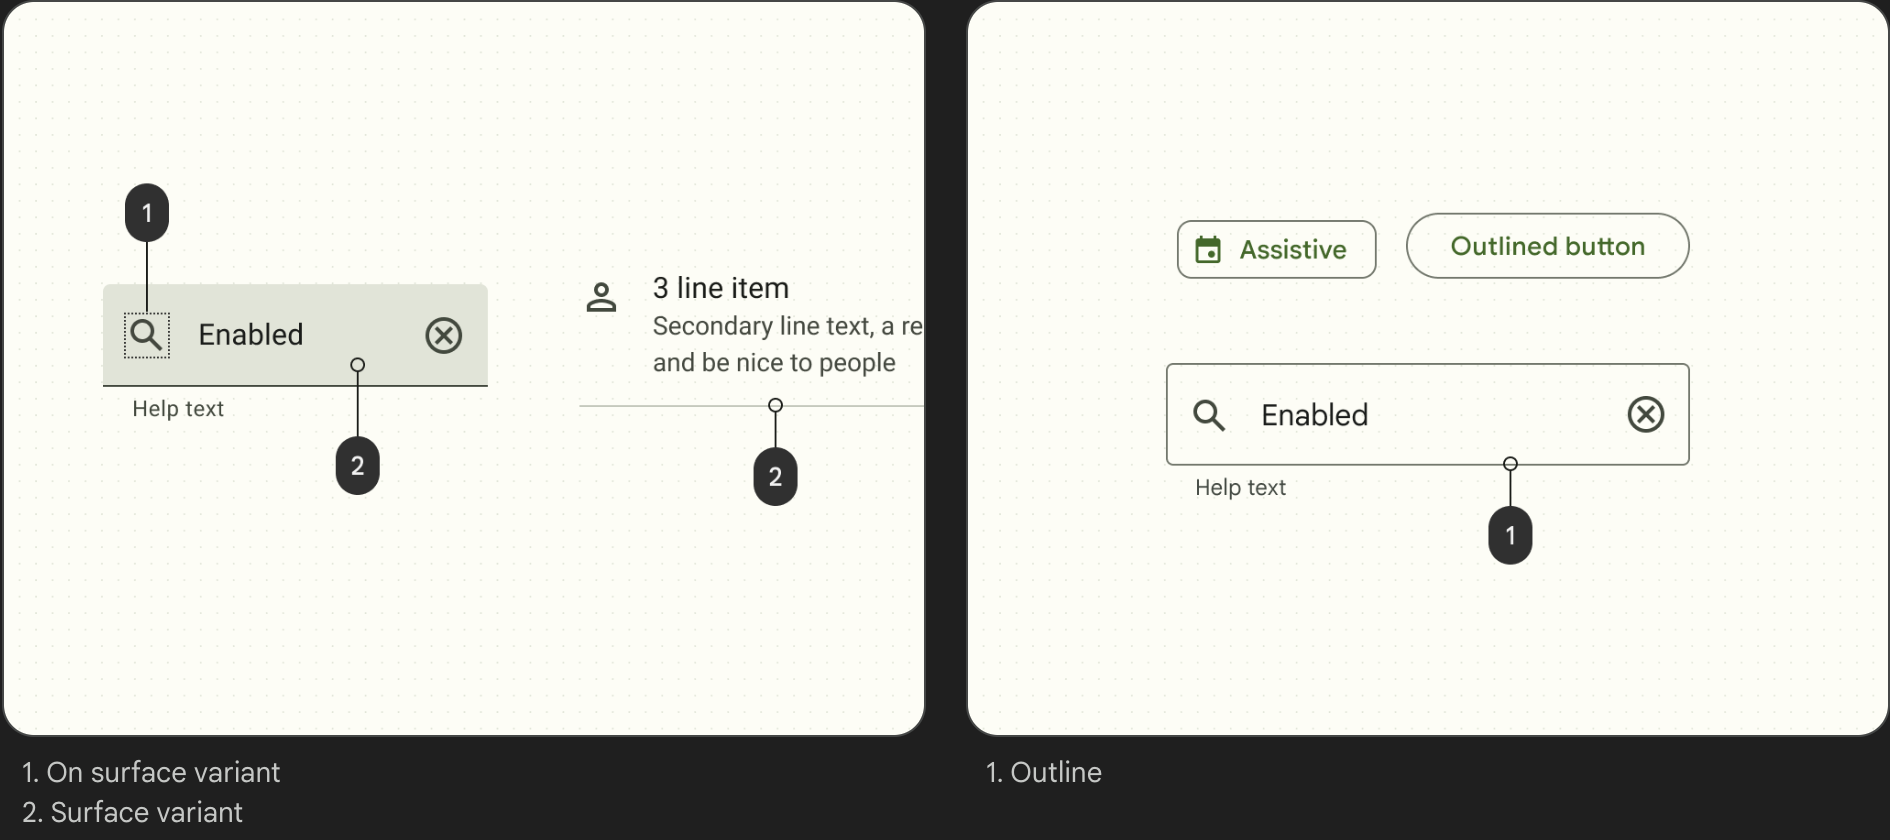 1
Enabled
Help text
2
3 line item
Secondary line text, a re
and be nice to people
2
1. On surface variant
2. Surface variant
Assistive
Outlined button
Enabled
Help text
1
1. Outline